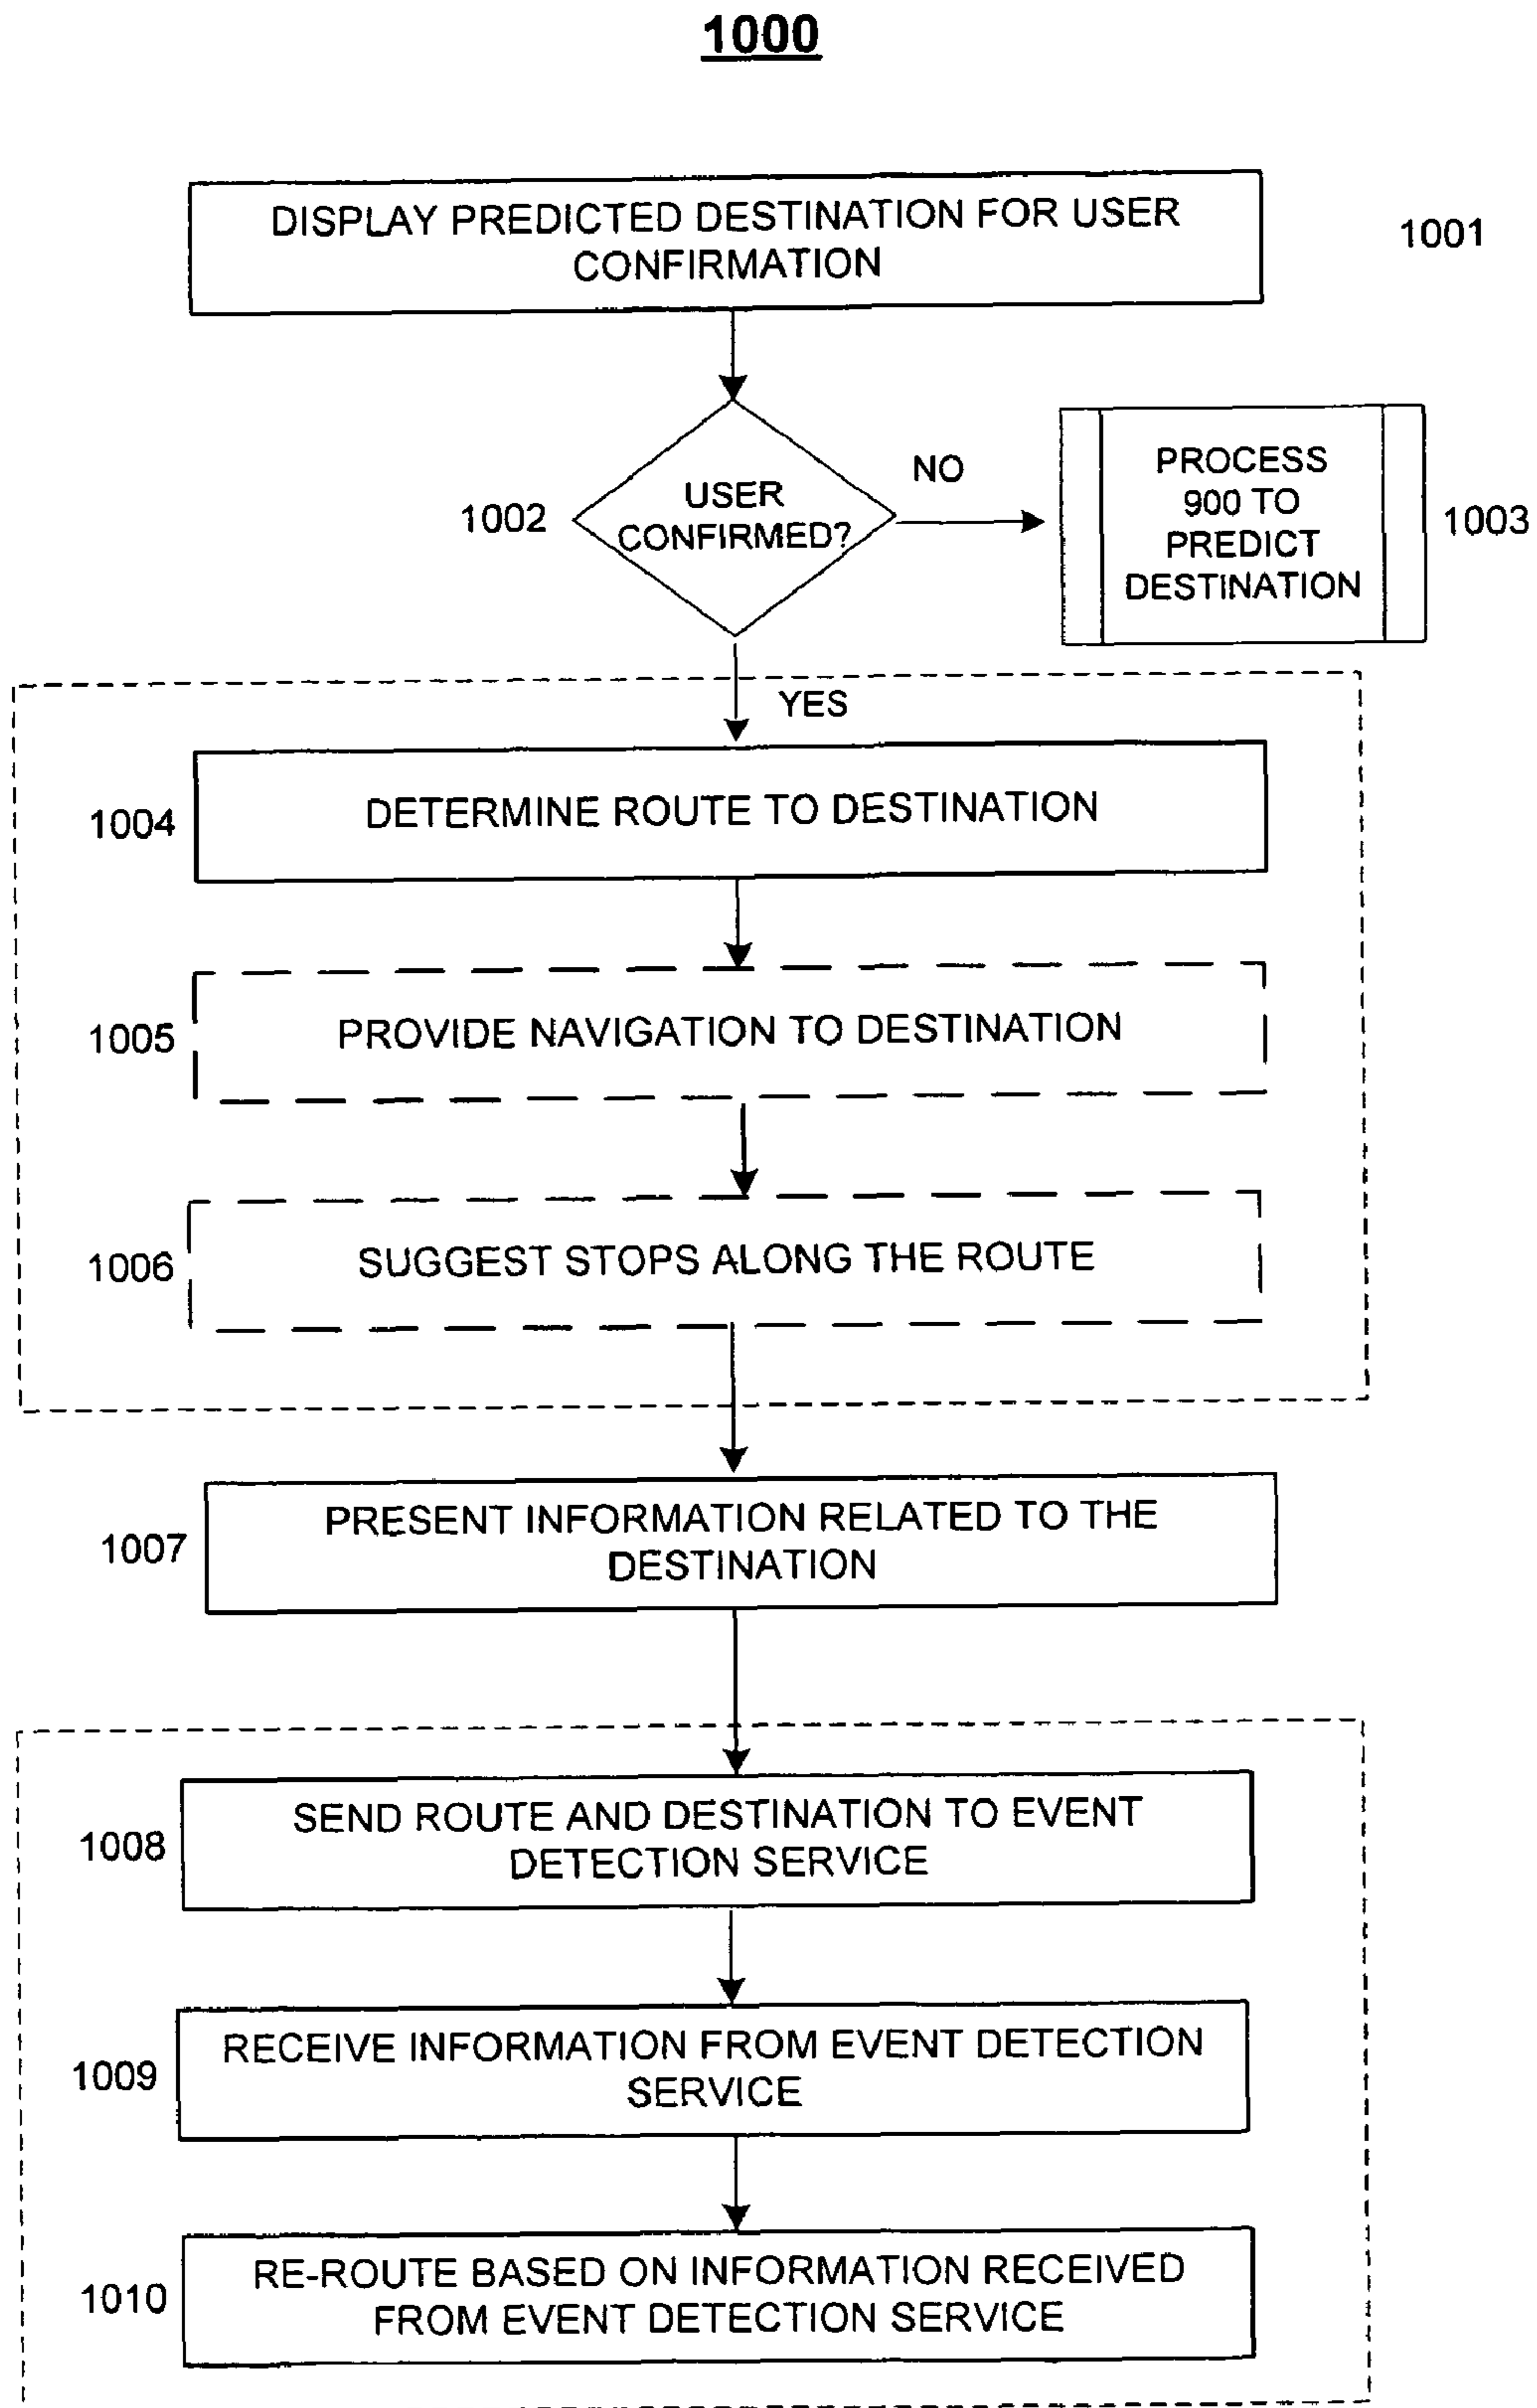 1000
DISPLAY PREDICTED DESTINATION FOR USER
CONFIRMATION
1001
USER
CONFIRMED?
1002
NO
PROCESS
900 TO
PREDICT
DESTINATION
1003
YES
1004
DETERMINE ROUTE TO DESTINATION
1005
PROVIDE NAVIGATION TO DESTINATION
1006
SUGGEST STOPS ALONG THE ROUTE
1007
PRESENT INFORMATION RELATED TO THE
DESTINATION
1008
SEND ROUTE AND DESTINATION TO EVENT
DETECTION SERVICE
1009
RECEIVE INFORMATION FROM EVENT DETECTION
SERVICE
1010
RE-ROUTE BASED ON INFORMATION RECEIVED
FROM EVENT DETECTION SERVICE